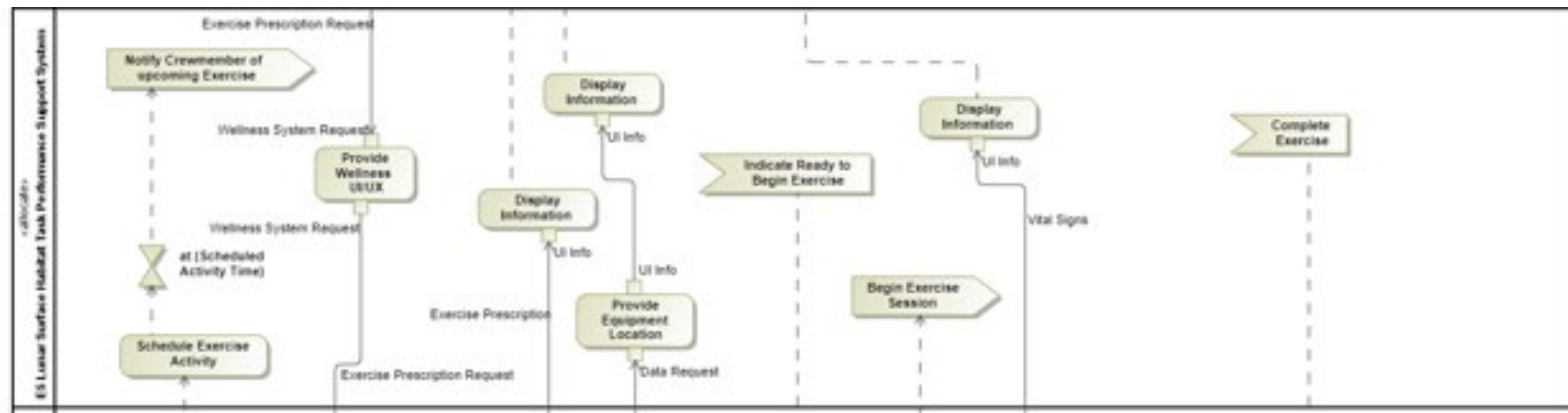 «allocate»
ES Lunar Surface Habitat Task Performance Support System
Exercise Prescription Request
Notify Crewmember of
upcoming Exercise
Wellness System Request
Provide
Wellness
UI/UX
Wellness System Request
at (Scheduled
Activity Time)
Schedule Exercise
Activity
Exercise Prescription Request
Display
Information
UI Info
Display
Information
UI Info
UI Info
Exercise Prescription
Provide
Equipment
Location
Data Request
Indicate Ready to
Begin Exercise
Display
Information
UI Info
Vital Signs
Begin Exercise
Session
Complete
Exercise